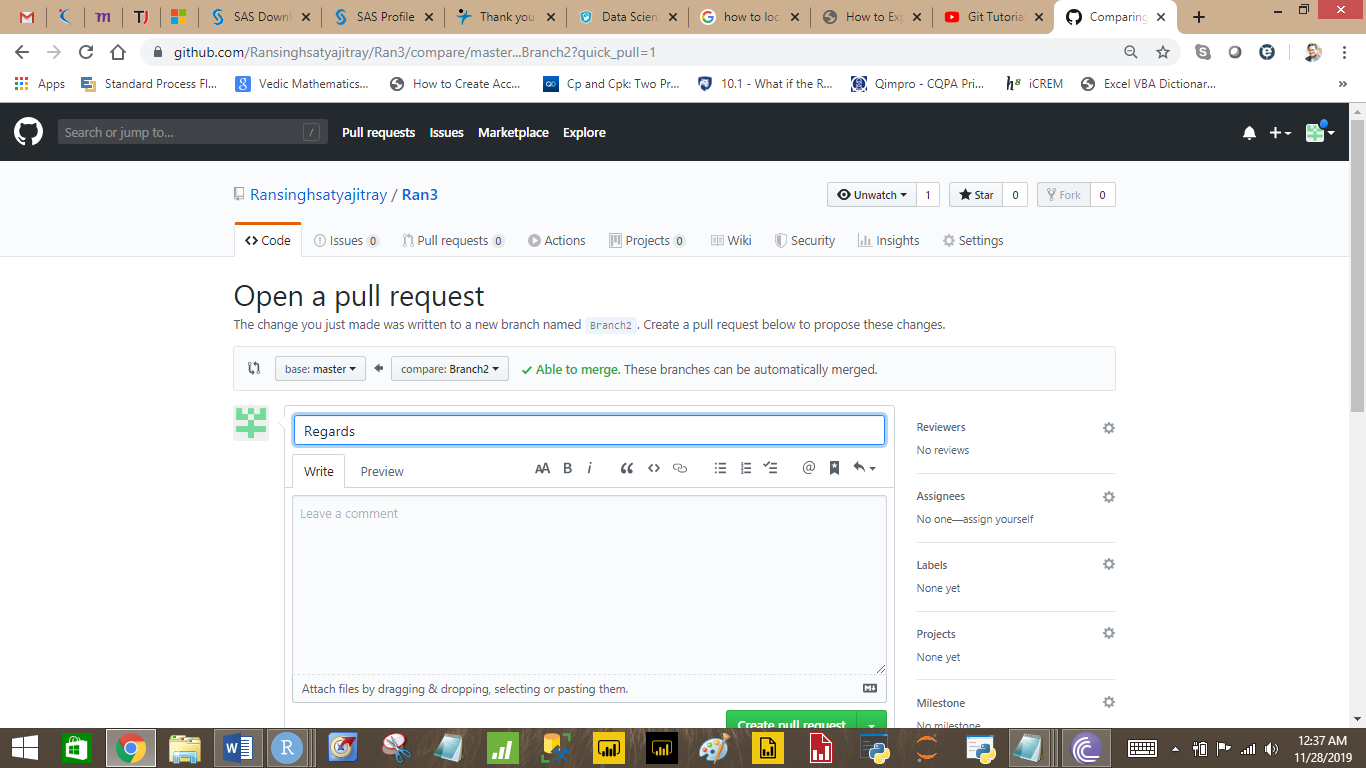 SAS Downl
SAS Profile
Thank you
Data Scien
how to loc
How to Exp
Git Tutoria
Comparing
github.com/Ransinghsatyajitray/Ran3/compare/master...Branch2?quick_pull=1
Apps
Standard Process Fl...
Vedic Mathematics...
How to Create Acc...
Cp and Cpk: Two Pr...
10.1 - What if the R...
Qimpro - CQPA Pri...
iCREM
Excel VBA Dictionar...
Search or jump to...
/
Pull requests
Issues
Marketplace
Explore
Ransinghsatyajitray / Ran3
Unwatch 1
Star 0
Fork 0
Code
Issues 0
Pull requests 0
Actions
Projects 0
Wiki
Security
Insights
Settings
Open a pull request
The change you just made was written to a new branch named Branch2. Create a pull request below to propose these changes.
base: master
compare: Branch2
Able to merge. These branches can be automatically merged.
Regards
Write
Preview
AA B i
Leave a comment
Attach files by dragging & dropping, selecting or pasting them.
Create pull request
Reviewers
No reviews
Assignees
No one—assign yourself
Labels
None yet
Projects
None yet
Milestone
No milestone
12:37 AM
11/28/2019